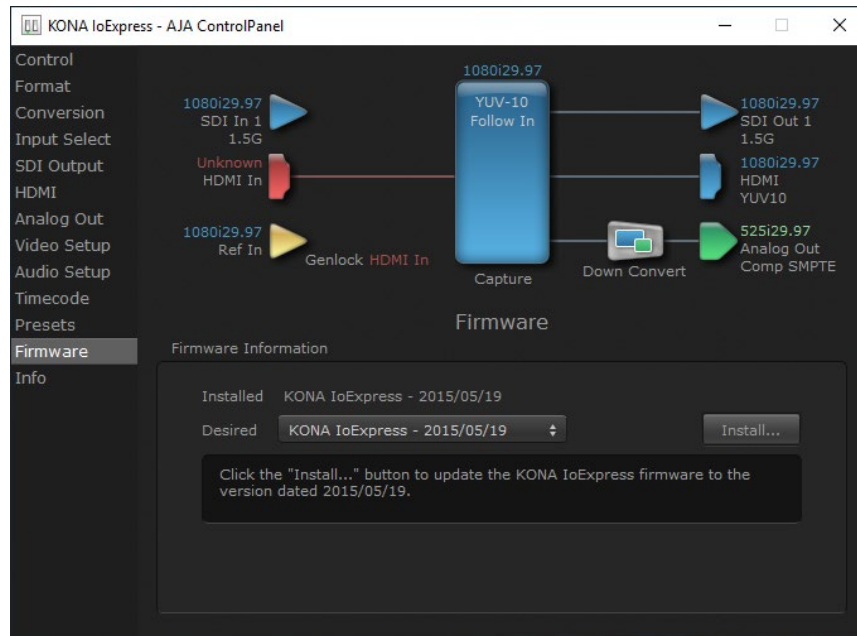 KONA IoExpress - AJA ControlPanel
Control
Format
Conversion
Input Select
SDI Output
HDMI
Analog Out
Video Setup
Audio Setup
Timecode
Presets
Firmware
Info
1080i29.97
YUV-10
Follow In
Capture
1080i29.97
SDI In 1
1.5G
Unknown
HDMI In
1080i29.97
Ref In
Genlock HDMI In
1080i29.97
SDI Out 1
1.5G
1080i29.97
HDMI
YUV10
Down Convert
525i29.97
Analog Out
Comp SMPTE
Firmware
Firmware Information
Installed KONA IoExpress - 2015/05/19
Desired KONA IoExpress - 2015/05/19 Install...
Click the "Install..." button to update the KONA IoExpress firmware to the
version dated 2015/05/19.